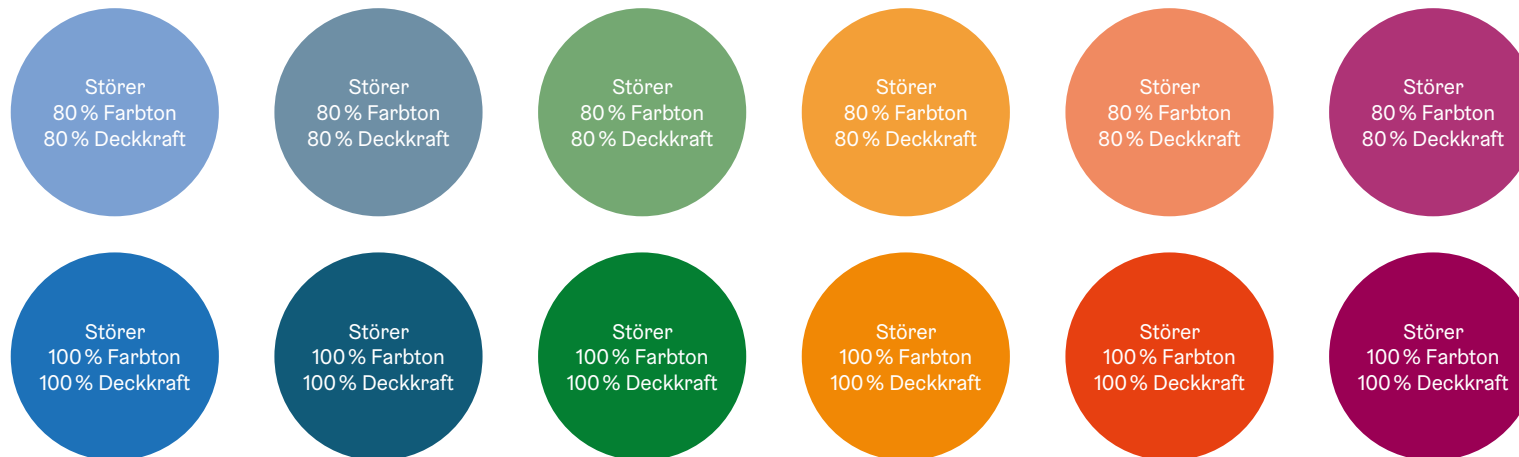 Störer
80 % Farbton
80 % Deckkraft
Störer
80 % Farbton
80 % Deckkraft
Störer
80 % Farbton
80 % Deckkraft
Störer
80 % Farbton
80 % Deckkraft
Störer
80 % Farbton
80 % Deckkraft
Störer
80 % Farbton
80 % Deckkraft
Störer
100 % Farbton
100 % Deckkraft
Störer
100 % Farbton
100 % Deckkraft
Störer
100 % Farbton
100 % Deckkraft
Störer
100 % Farbton
100 % Deckkraft
Störer
100 % Farbton
100 % Deckkraft
Störer
100 % Farbton
100 % Deckkraft